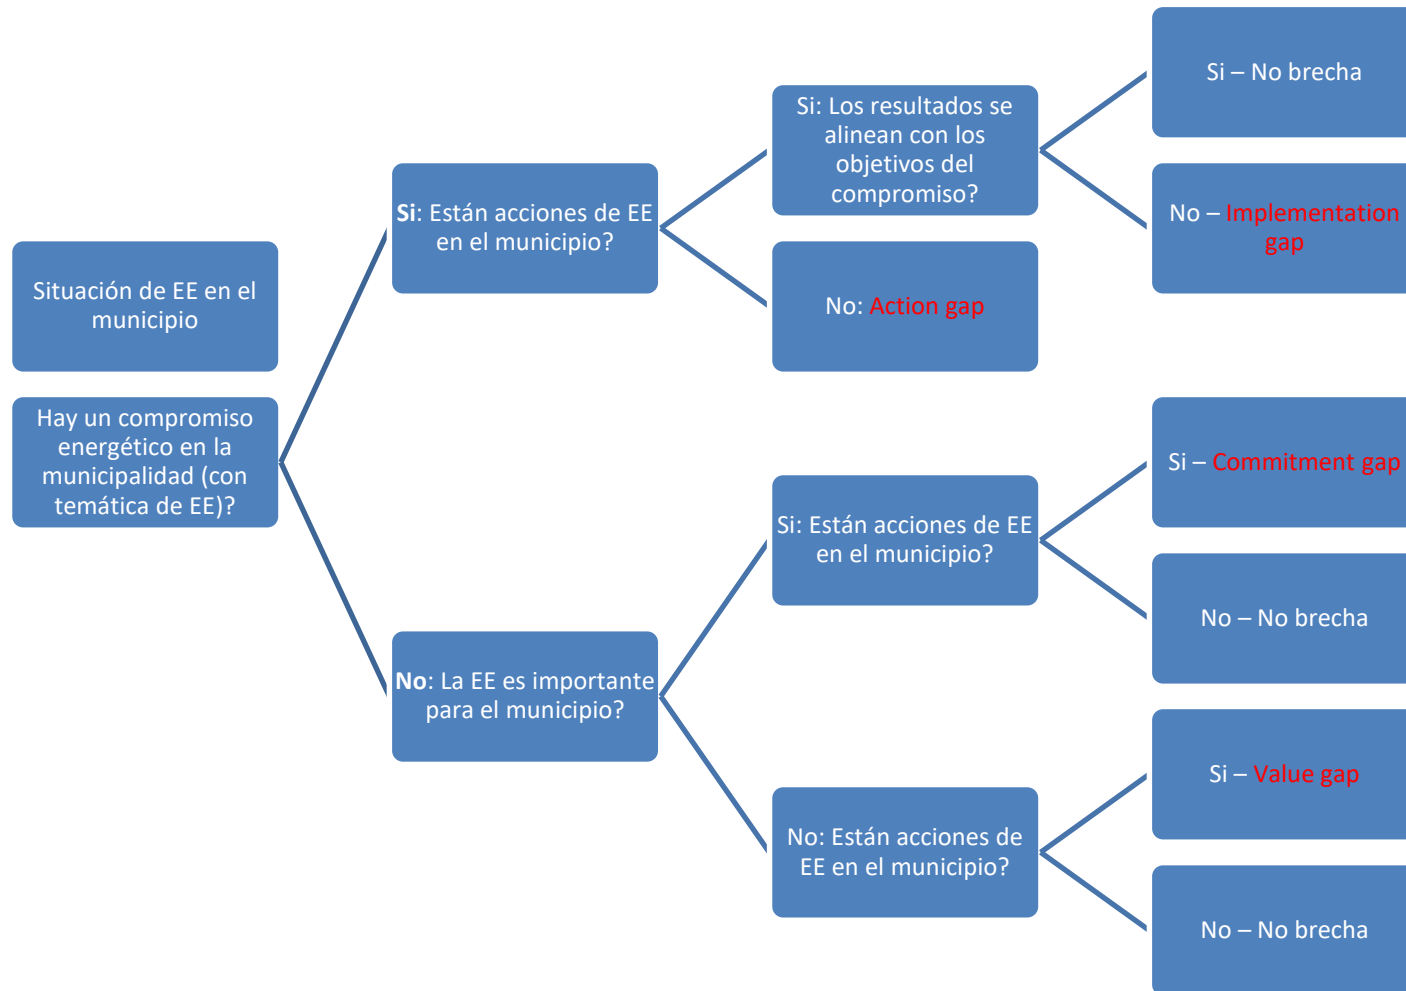 Situación de EE en el
municipio
Hay un compromiso
energético en la
municipalidad (con
temática de EE)?
Si: Están acciones de EE
en el municipio?
No: La EE es importante
para el municipio?
Si: Los resultados se
alinean con los
objetivos del
compromiso?
No: Action gap
Si: Están acciones de EE
en el municipio?
No: Están acciones de
EE en el municipio?
Si – No brecha
No – Implementation
gap
Si – Commitment gap
No – No brecha
Si – Value gap
No – No brecha